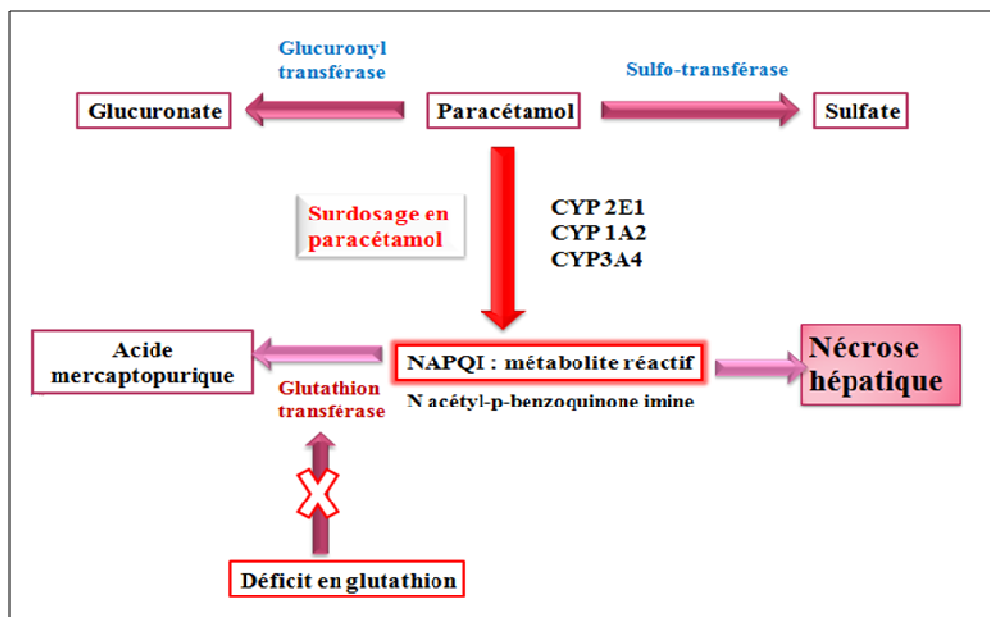 Glucuronyl
transférase
Sulfo-transférase
Glucuronate
Paracétamol
Sulfate
Surdosage en
paracétamol
CYP 2E1
CYP 1A2
CYP3A4
Acide
mercaptopurique
NAPQI : métabolite réactif
Nécrose
hépatique
Glutathion
transférase
N acétyl-p-benzoquinone imine
Déficit en glutathion